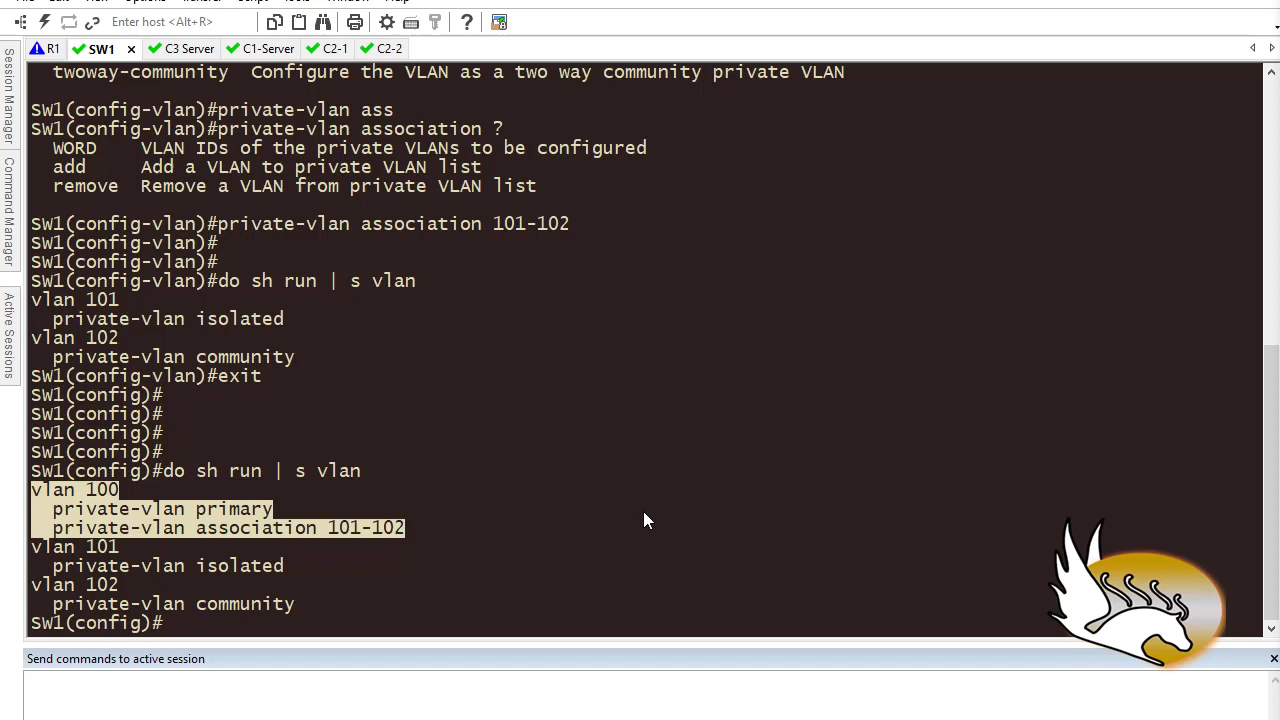 Enter host <Alt+R>
R1
SW1
C3 Server
C1-Server
C2-1
C2-2
Session Manager
Command Manager
Active Sessions
twoway-community  Configure the VLAN as a two way community private VLAN
SW1(config-vlan)#private-vlan ass
SW1(config-vlan)#private-vlan association ?
WORD    VLAN IDs of the private VLANs to be configured
add     Add a VLAN to private VLAN list
remove  Remove a VLAN from private VLAN list
SW1(config-vlan)#private-vlan association 101-102
SW1(config-vlan)#
SW1(config-vlan)#
SW1(config-vlan)#do sh run | s vlan
vlan 101
private-vlan isolated
vlan 102
private-vlan community
SW1(config-vlan)#exit
SW1(config)#
SW1(config)#
SW1(config)#
SW1(config)#
SW1(config)#do sh run | s vlan
vlan 100
private-vlan primary
private-vlan association 101-102
vlan 101
private-vlan isolated
vlan 102
private-vlan community
SW1(config)#
Send commands to active session